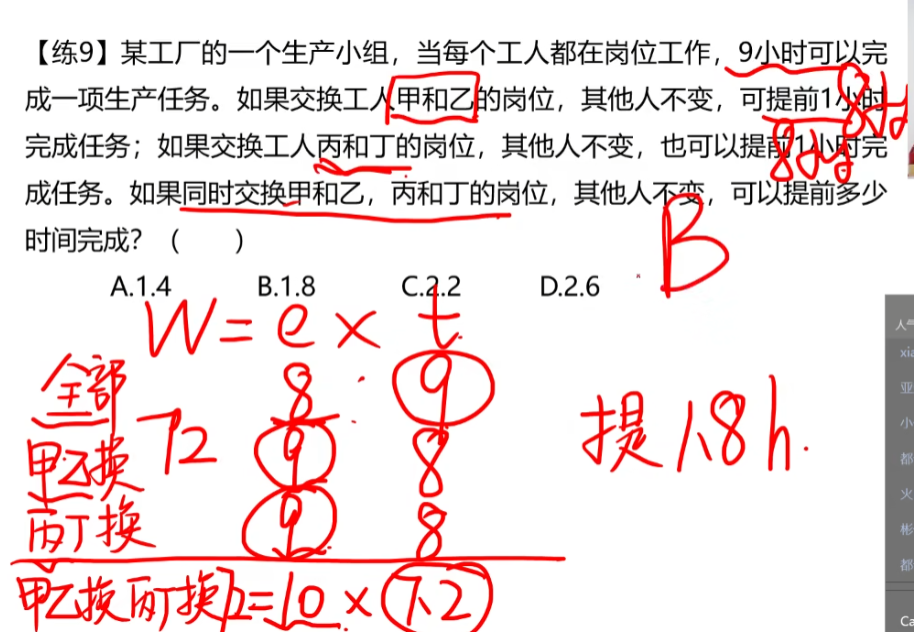 【练9】某工厂的一个生产小组，当每个工人都在岗位工作，9小时可以完
成一项生产任务。如果交换工人甲和乙的岗位，其他人不变，可提前1小时
8小时
完成任务；如果交换工人丙和丁的岗位，其他人不变，也可以提前1小时完
8小时
成任务。如果同时交换甲和乙，丙和丁的岗位，其他人不变，可以提前多少
时间完成？（ ）
B
A.1.4 B.1.8 C.2.2 D.2.6
W = e × t
全部 8 9
甲乙换 72 9 8
丙丁换 9 8
甲乙换丙丁换 72=10×7.2
提1.8h.
人气
亚
小
都
火
彬
都